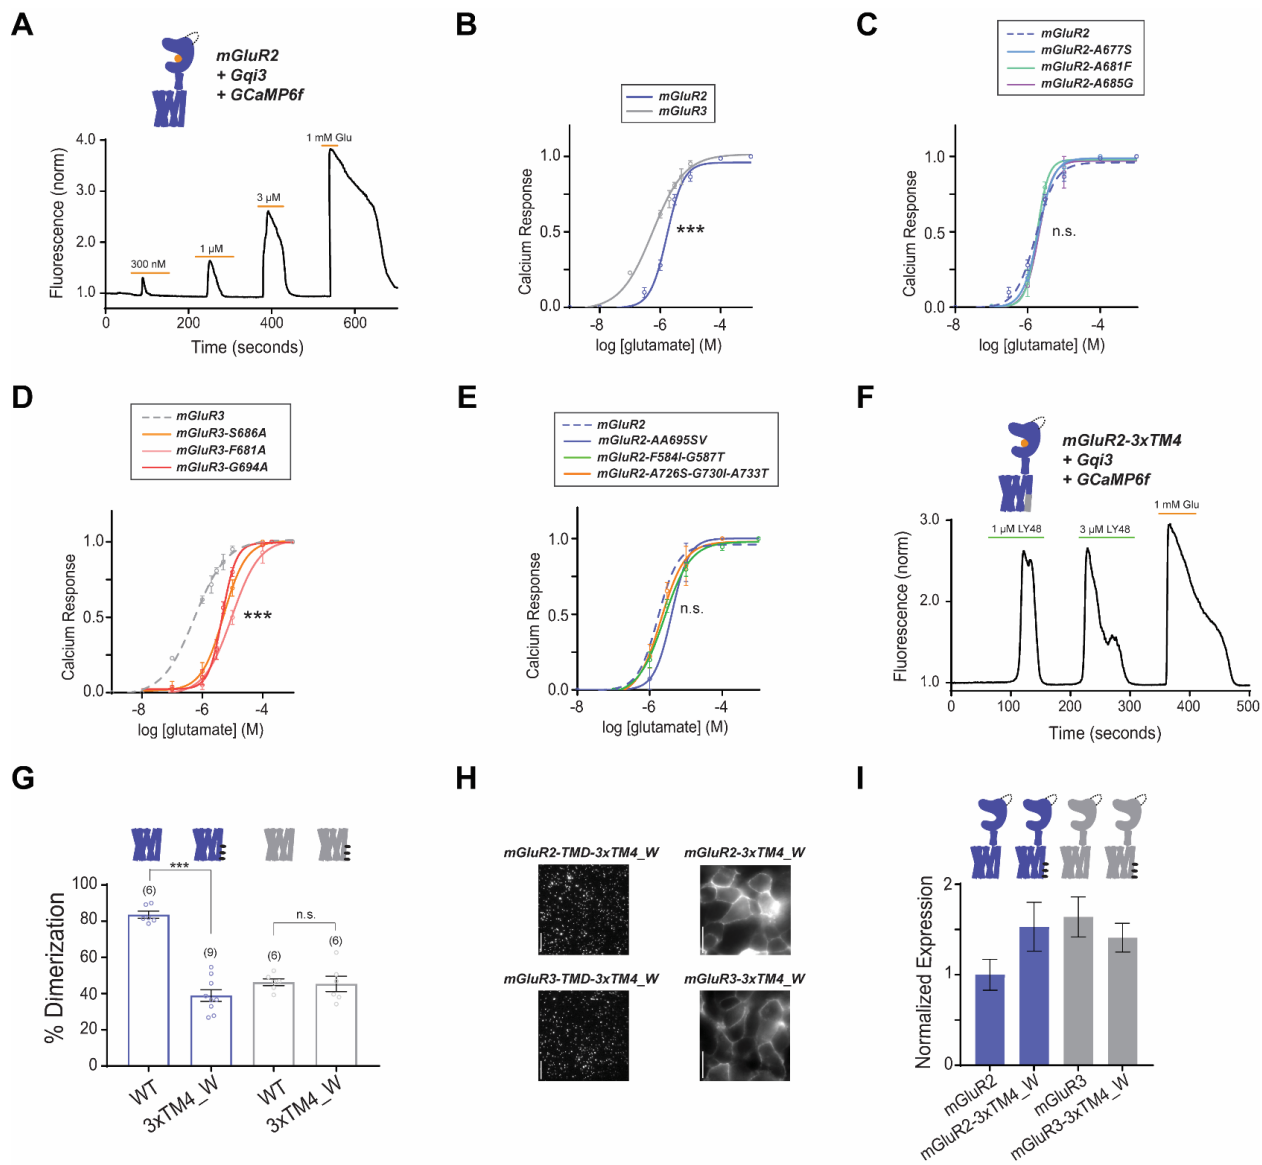 A
mGluR2
+ Gqi3
+ GCaMP6f
Fluorescence (norm)
4.0
3.0
2.0
1.0
300 nM
1 µM
3 µM
1 mM Glu
0
200
400
600
Time (seconds)
B
mGluR2
mGluR3
Calcium Response
1.0
0.5
0.0
***
-8
-6
-4
log [glutamate] (M)
C
mGluR2
mGluR2-A677S
mGluR2-A681F
mGluR2-A685G
Calcium Response
1.0
0.5
0.0
n.s.
-8
-6
-4
log [glutamate] (M)
D
mGluR3
mGluR3-S686A
mGluR3-F681A
mGluR3-G694A
Calcium Response
1.0
0.5
0.0
***
-8
-6
-4
log [glutamate] (M)
E
mGluR2
mGluR2-AA695SV
mGluR2-F584I-G587T
mGluR2-A726S-G730I-A733T
Calcium Response
1.0
0.5
0.0
n.s.
-8
-6
-4
log [glutamate] (M)
F
mGluR2-3xTM4
+ Gqi3
+ GCaMP6f
Fluorescence (norm)
3.0
2.0
1.0
1 µM LY48
3 µM LY48
1 mM Glu
0
100
200
300
400
500
Time (seconds)
G
% Dimerization
100
80
60
40
20
0
***
n.s.
(6)
(9)
(6)
(6)
WT
3xTM4_W
WT
3xTM4_W
H
mGluR2-TMD-3xTM4_W
mGluR2-3xTM4_W
mGluR3-TMD-3xTM4_W
mGluR3-3xTM4_W
I
Normalized Expression
2
1
0
mGluR2
mGluR2-3xTM4_W
mGluR3
mGluR3-3xTM4_W